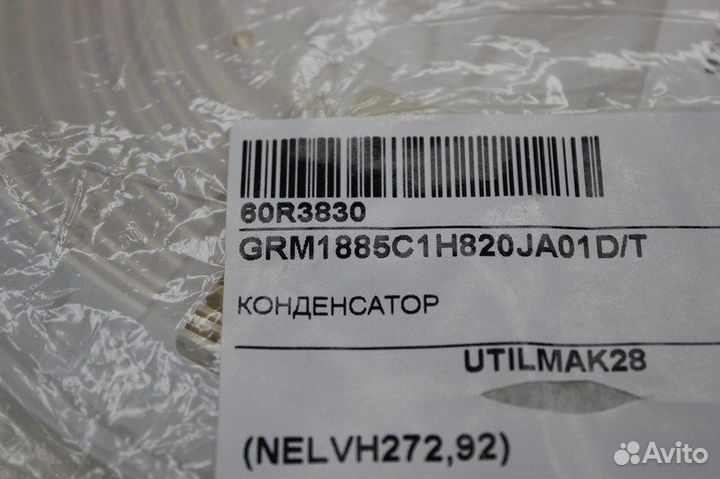 60R3830
GRM1885C1H820JA01D/T
КОНДЕНСАТОР
UTILMAK28
(NELVH272,92)
Avito